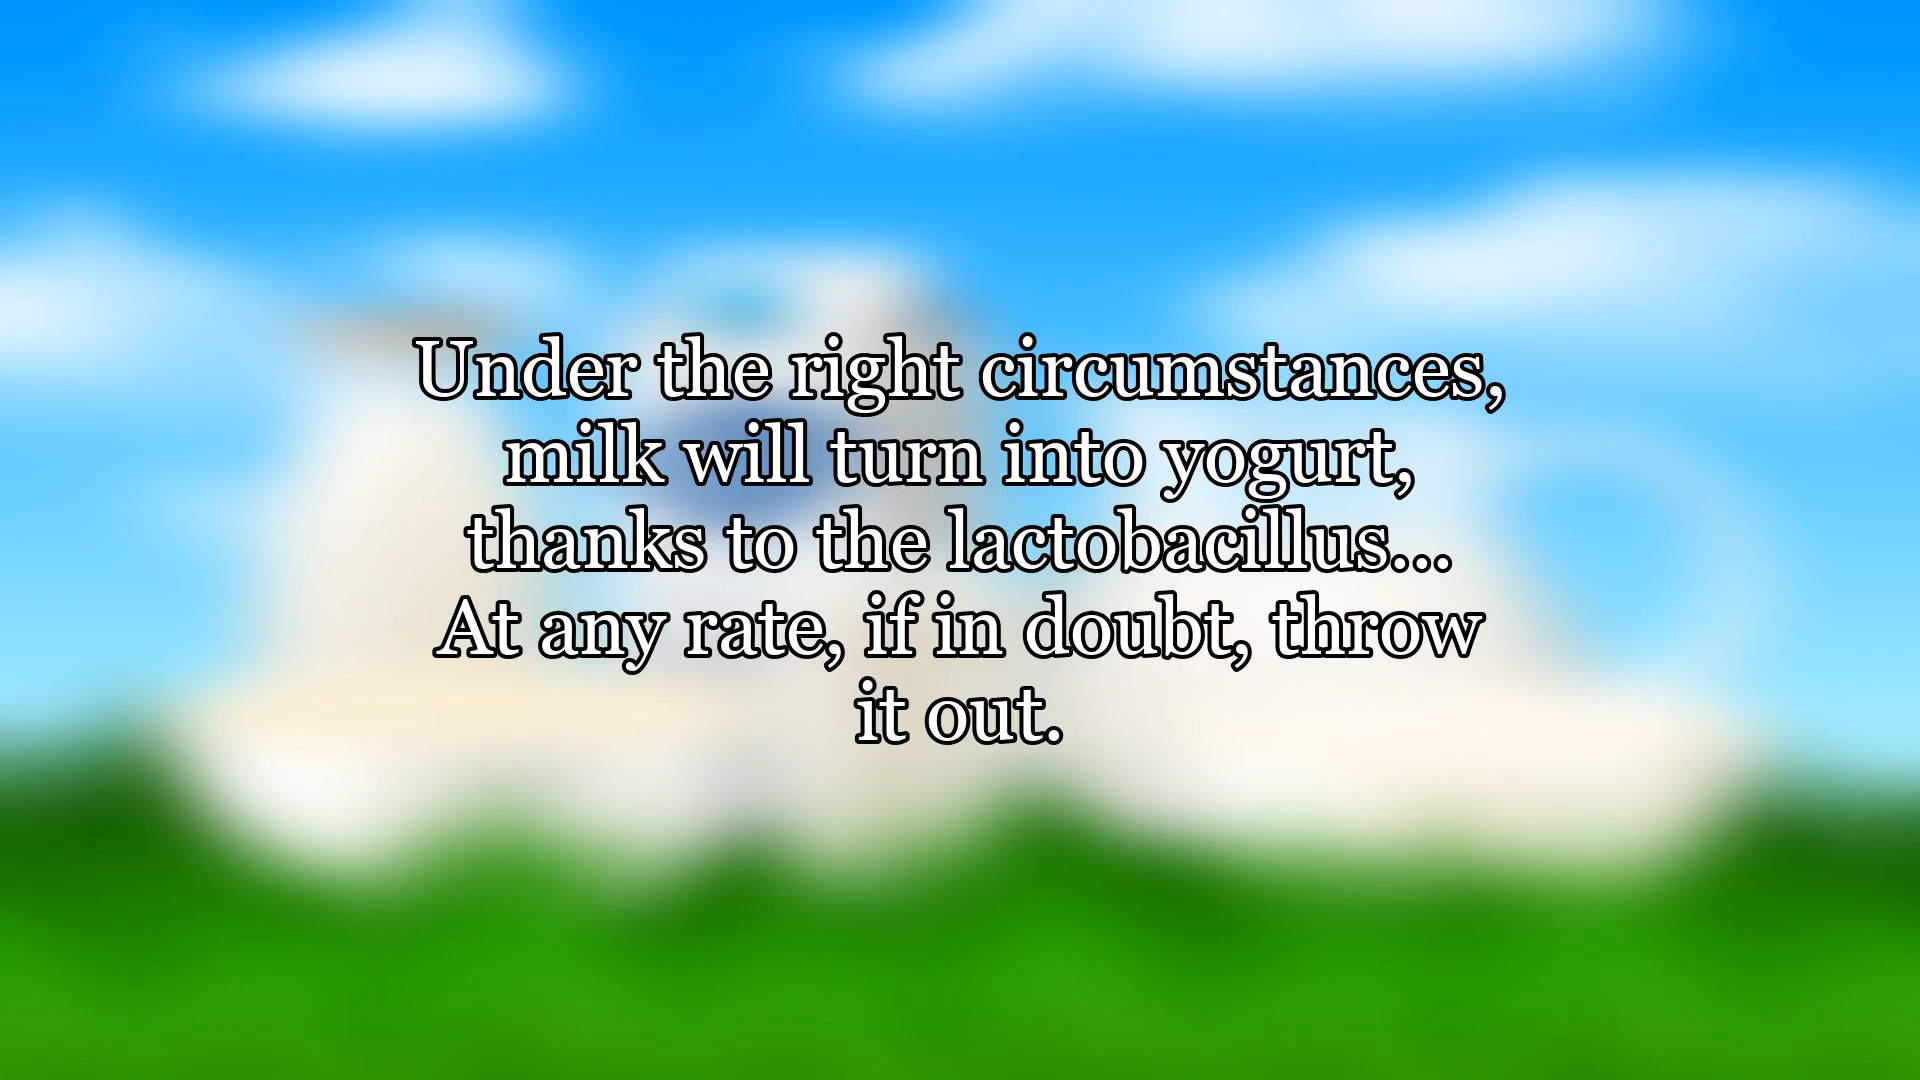 Under the right circumstances,
milk will turn into yogurt,
thanks to the lactobacillus...
At any rate, if in doubt, throw
it out.